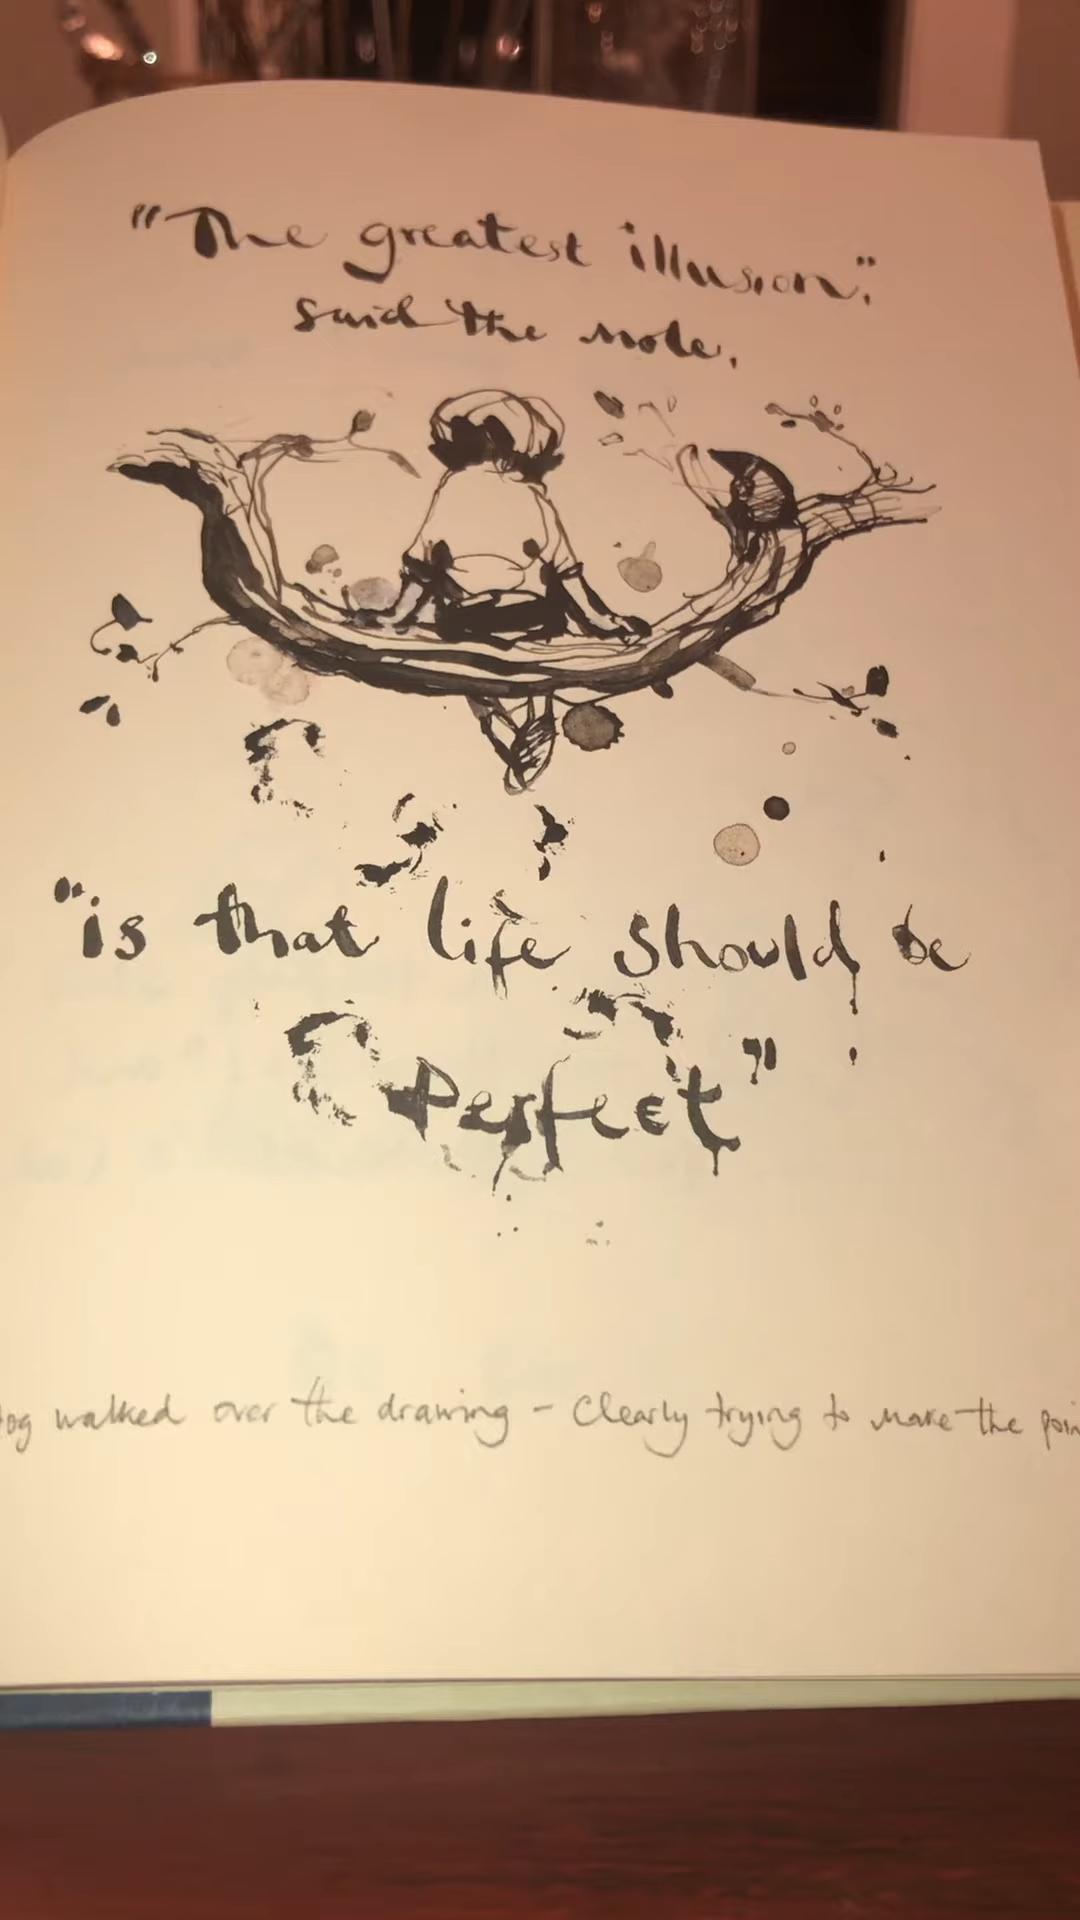 "The greatest illusion,"
said the mole,
"is that life should be
Perfect"
walked over the drawing - Clearly trying to make the